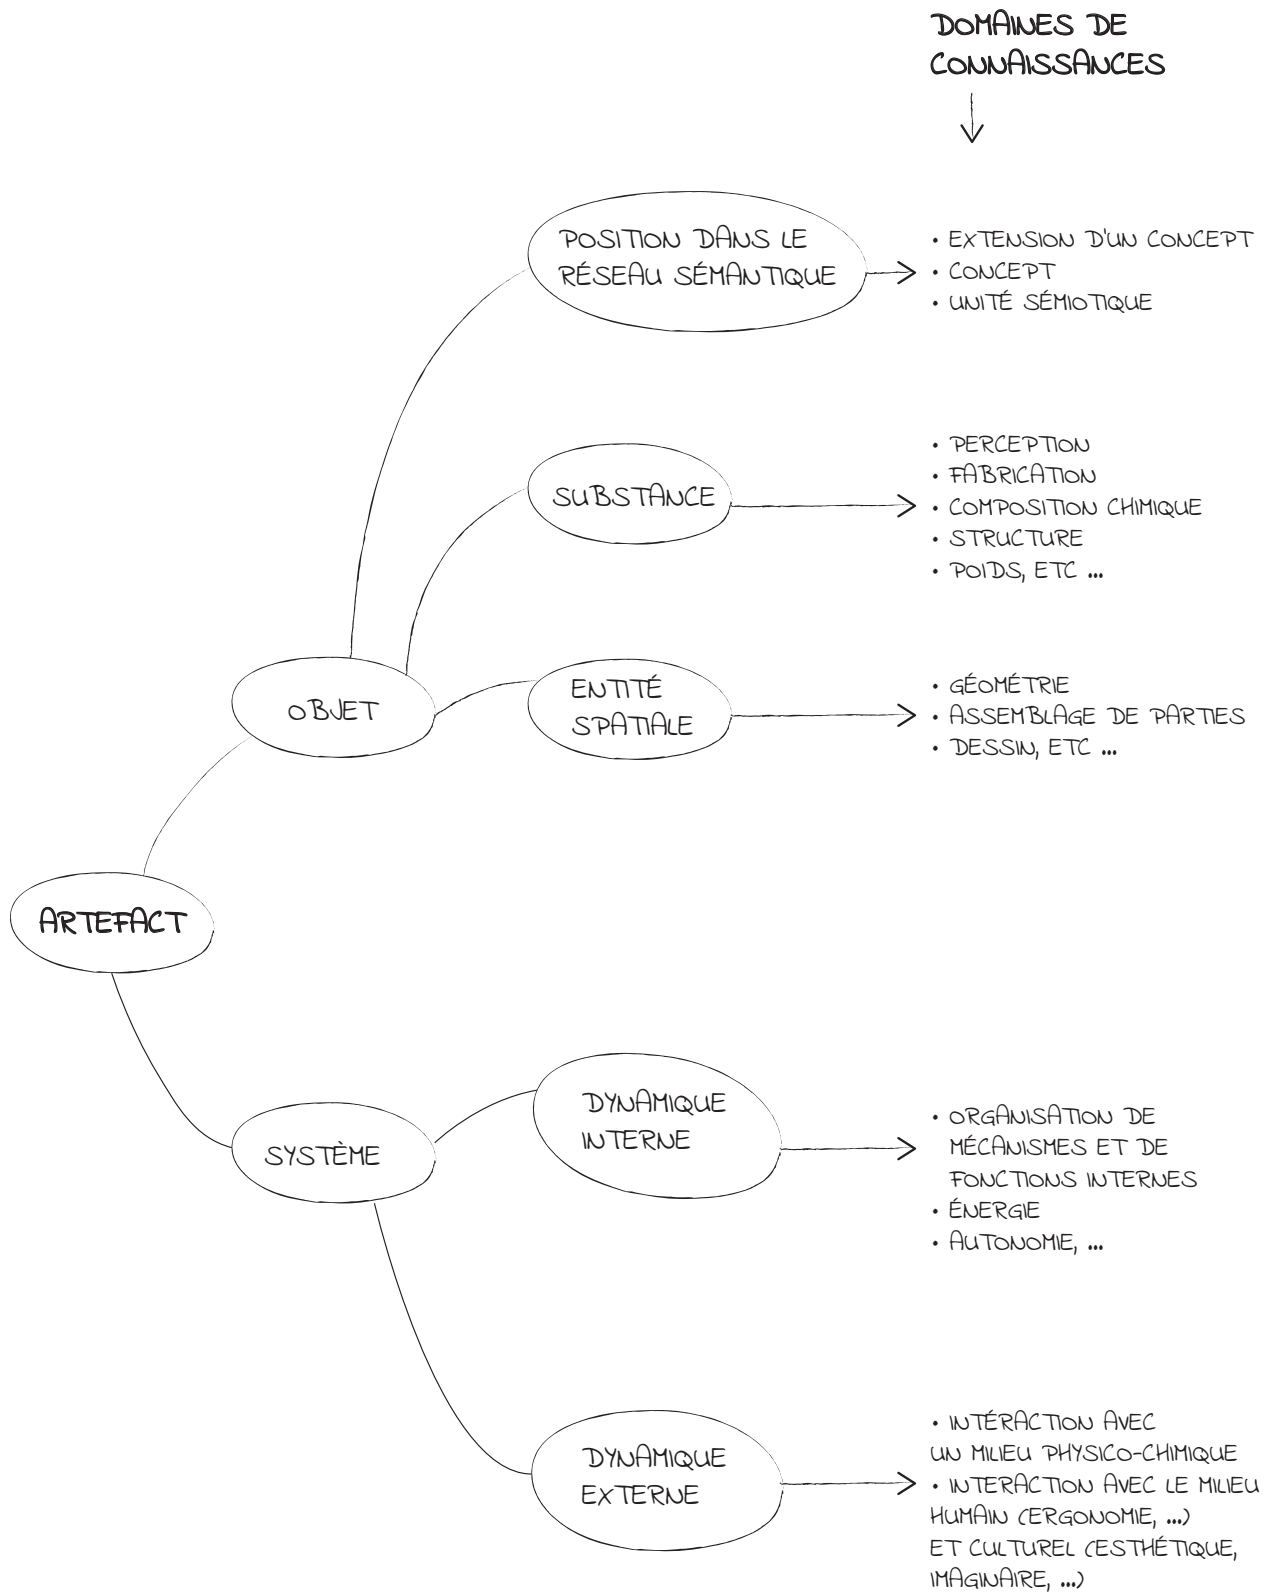 DOMAINES DE
CONNAISSANCES
POSITION DANS LE
RÉSEAU SÉMANTIQUE
• EXTENSION D'UN CONCEPT
• CONCEPT
• UNITÉ SÉMIOTIQUE
SUBSTANCE
• PERCEPTION
• FABRICATION
• COMPOSITION CHIMIQUE
• STRUCTURE
• POIDS, ETC ...
OBJET
ENTITÉ
SPATIALE
• GÉOMÉTRIE
• ASSEMBLAGE DE PARTIES
• DESSIN, ETC ...
ARTEFACT
SYSTÈME
DYNAMIQUE
INTERNE
• ORGANISATION DE
MÉCANISMES ET DE
FONCTIONS INTERNES
• ÉNERGIE
• AUTONOMIE, ...
DYNAMIQUE
EXTERNE
• INTÉRACTION AVEC
UN MILIEU PHYSICO-CHIMIQUE
• INTERACTION AVEC LE MILIEU
HUMAIN (ERGONOMIE, ...)
ET CULTUREL (ESTHÉTIQUE,
IMAGINAIRE, ...)